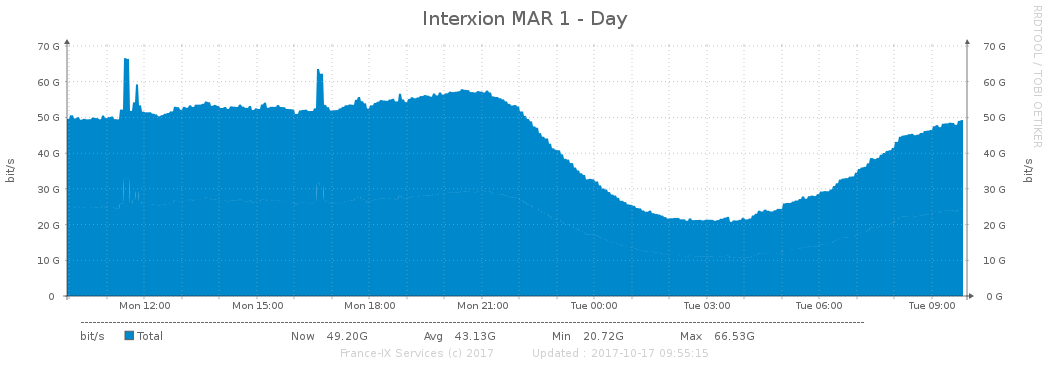 Interxion MAR 1 - Day
RRDTOOL / TOBI OETIKER
bit/s
bit/s
70 G 70 G
60 G 60 G
50 G 50 G
40 G 40 G
30 G 30 G
20 G 20 G
10 G 10 G
0 0 G
Mon 12:00 Mon 15:00 Mon 18:00 Mon 21:00 Tue 00:00 Tue 03:00 Tue 06:00 Tue 09:00
bit/s Total Now 49.20G Avg 43.13G Min 20.72G Max 66.53G
France-IX Services (c) 2017 Updated : 2017-10-17 09:55:15